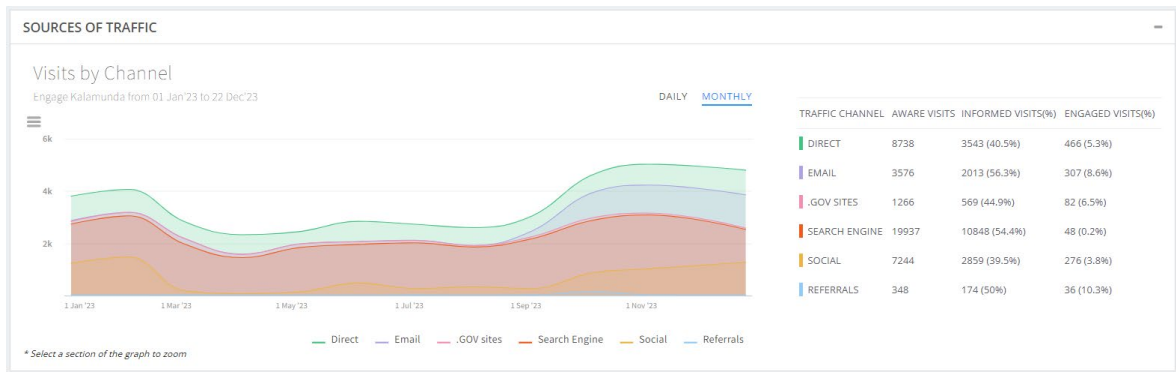 SOURCES OF TRAFFIC
Visits by Channel
Engage Kalamunda from 01 Jan'23 to 22 Dec'23
DAILY MONTHLY
6k
4k
2k
1 Jan '23 1 Mar '23 1 May '23 1 Jul '23 1 Sep '23 1 Nov '23
Direct Email .GOV sites Search Engine Social Referrals
* Select a section of the graph to zoom
TRAFFIC CHANNEL AWARE VISITS INFORMED VISITS(%) ENGAGED VISITS(%)
DIRECT 8738 3543 (40.5%) 466 (5.3%)
EMAIL 3576 2013 (56.3%) 307 (8.6%)
.GOV SITES 1266 569 (44.9%) 82 (6.5%)
SEARCH ENGINE 19937 10848 (54.4%) 48 (0.2%)
SOCIAL 7244 2859 (39.5%) 276 (3.8%)
REFERRALS 348 174 (50%) 36 (10.3%)